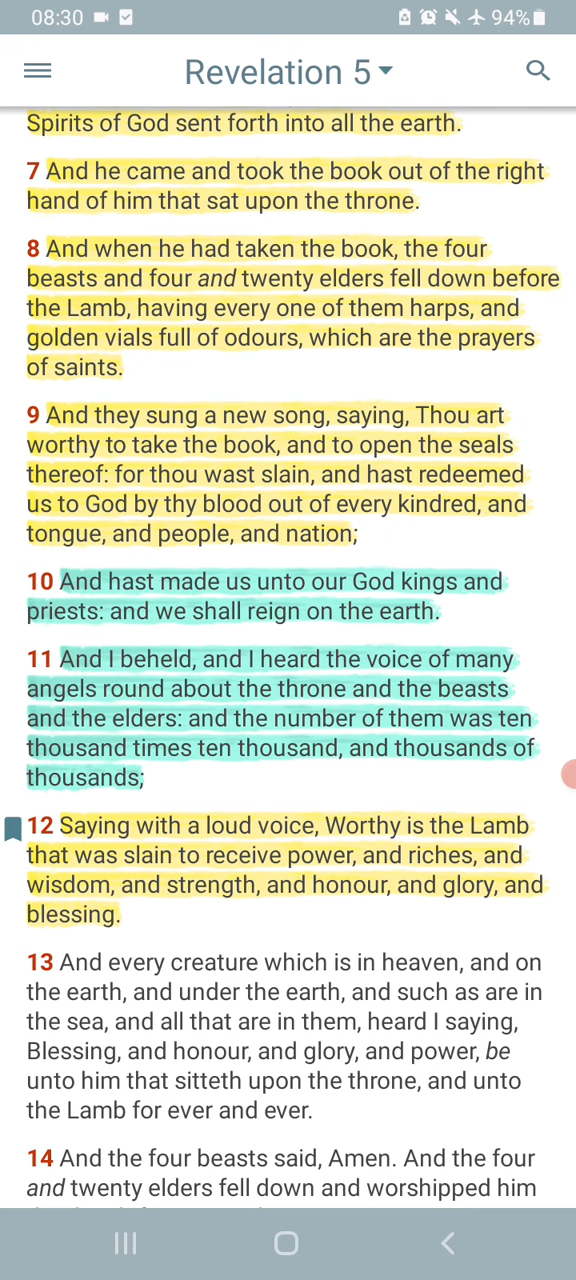 08:30
94%
Revelation 5
Spirits of God sent forth into all the earth.
7 And he came and took the book out of the right
hand of him that sat upon the throne.
8 And when he had taken the book, the four
beasts and four and twenty elders fell down before
the Lamb, having every one of them harps, and
golden vials full of odours, which are the prayers
of saints.
9 And they sung a new song, saying, Thou art
worthy to take the book, and to open the seals
thereof: for thou wast slain, and hast redeemed
us to God by thy blood out of every kindred, and
tongue, and people, and nation;
10 And hast made us unto our God kings and
priests: and we shall reign on the earth.
11 And I beheld, and I heard the voice of many
angels round about the throne and the beasts
and the elders: and the number of them was ten
thousand times ten thousand, and thousands of
thousands;
12 Saying with a loud voice, Worthy is the Lamb
that was slain to receive power, and riches, and
wisdom, and strength, and honour, and glory, and
blessing.
13 And every creature which is in heaven, and on
the earth, and under the earth, and such as are in
the sea, and all that are in them, heard I saying,
Blessing, and honour, and glory, and power, be
unto him that sitteth upon the throne, and unto
the Lamb for ever and ever.
14 And the four beasts said, Amen. And the four
and twenty elders fell down and worshipped him